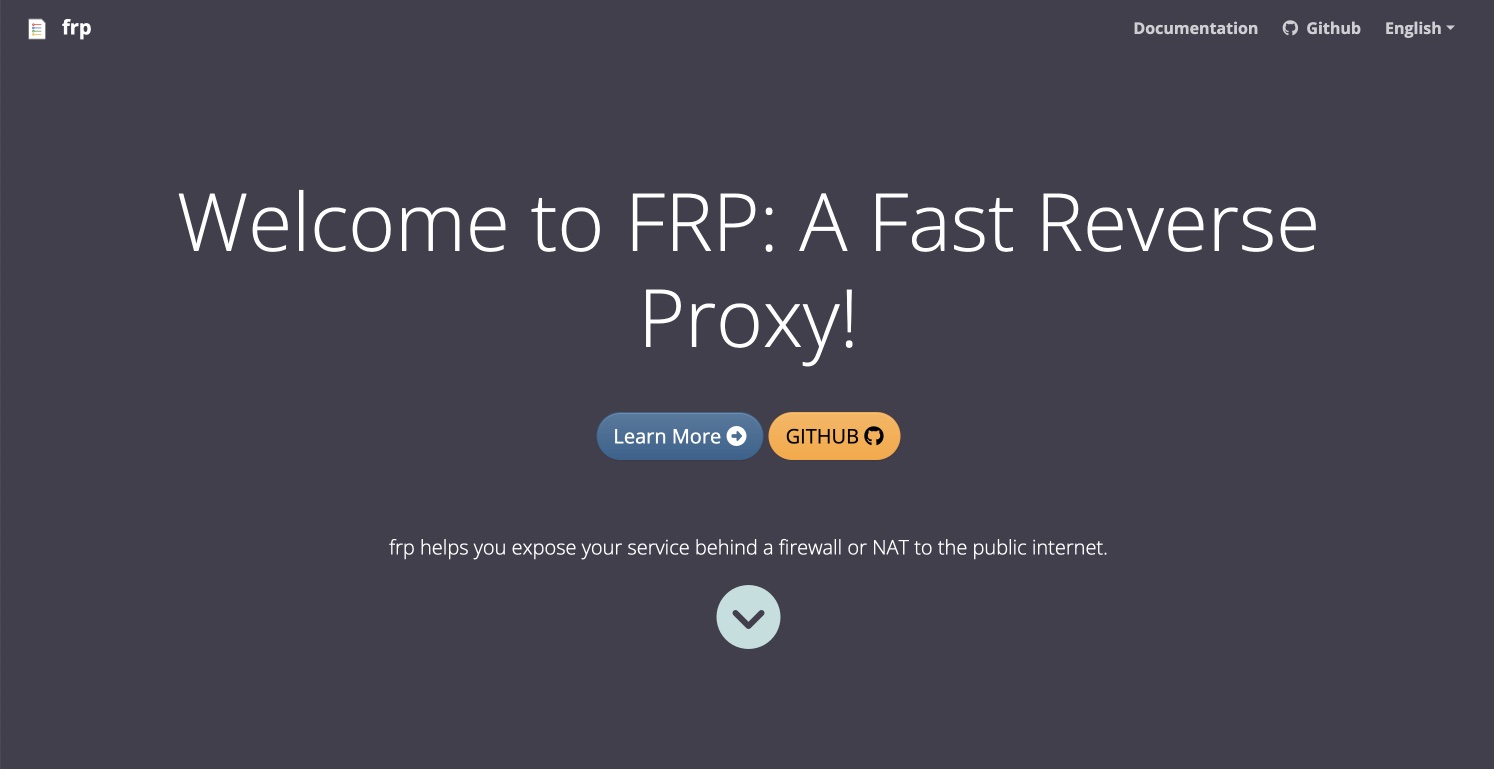 frp
Documentation
Github
English
Welcome to FRP: A Fast Reverse
Proxy!
Learn More
GITHUB
frp helps you expose your service behind a firewall or NAT to the public internet.